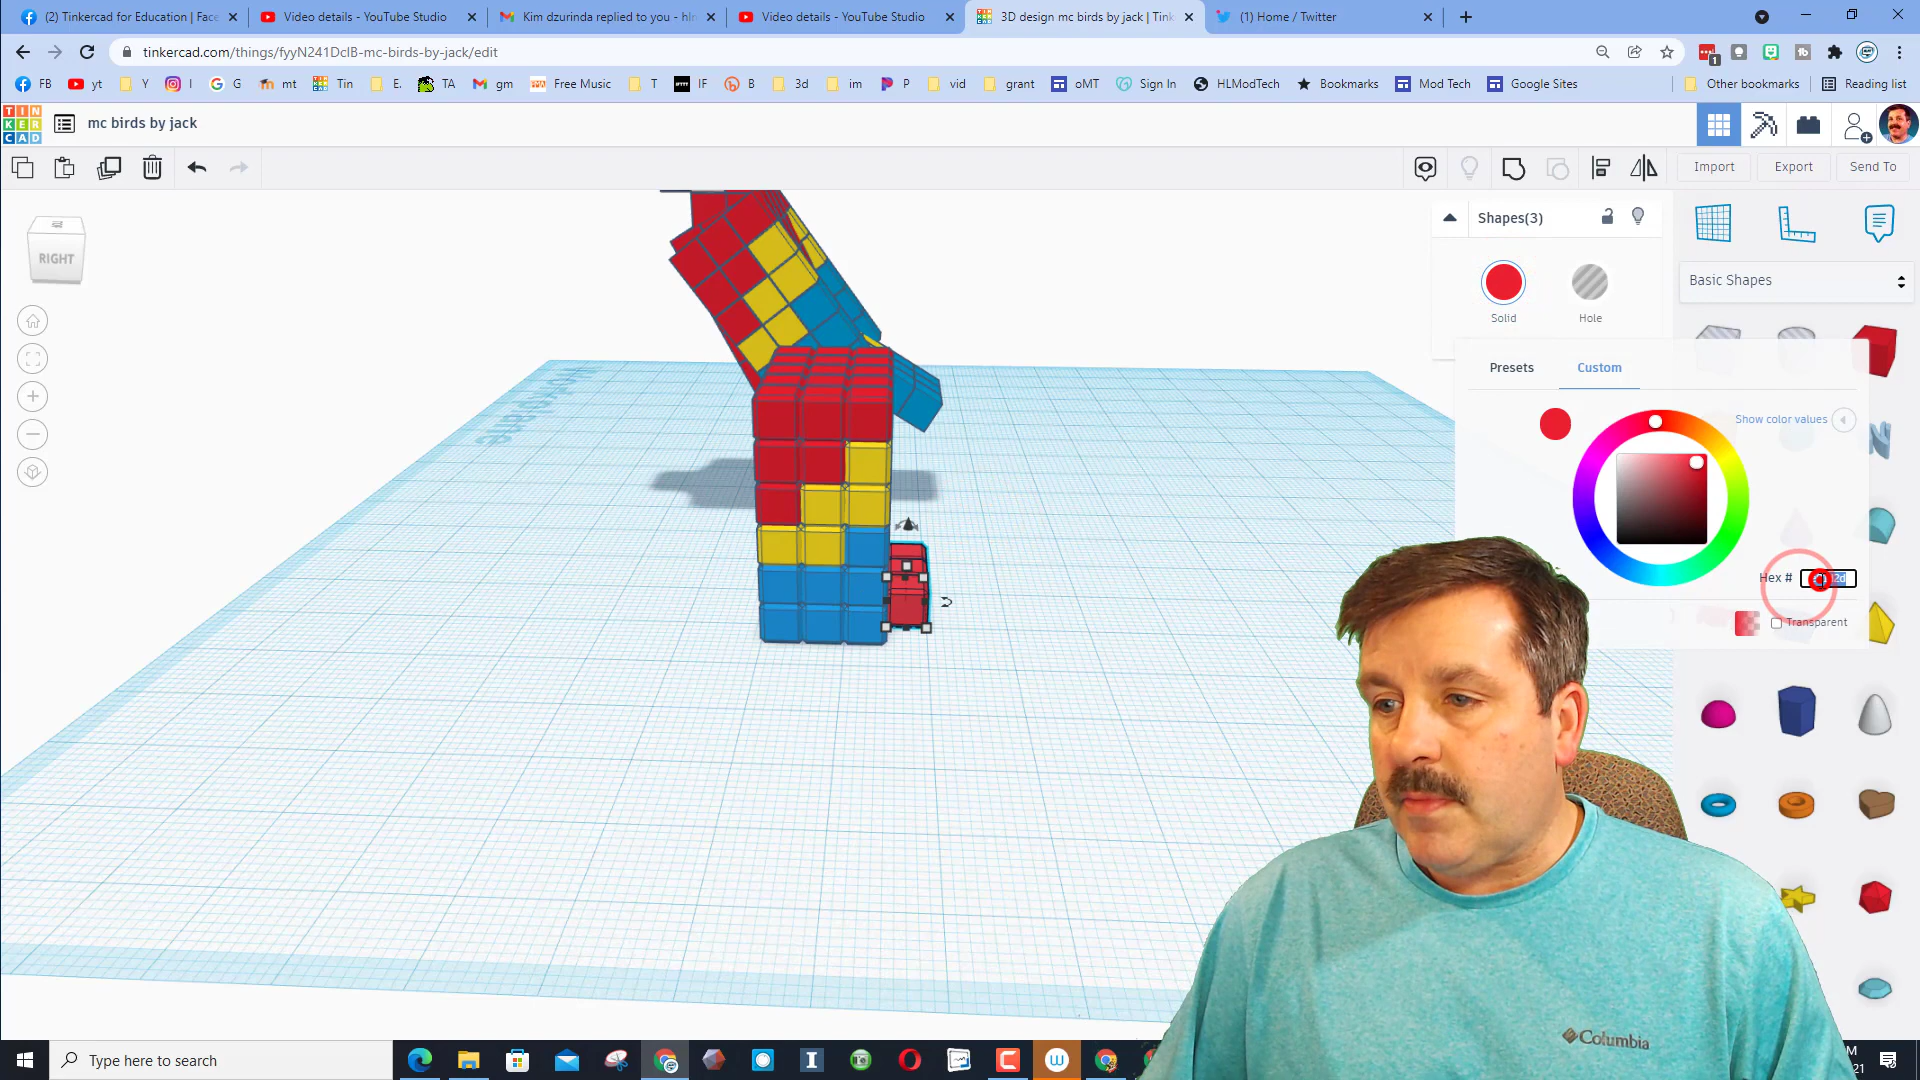 (2) Tinkercad for Education | Face
Video details - YouTube Studio
Kim dzurinda replied to you - hlm
Video details - YouTube Studio
3D design mc birds by jack | Tink
(1) Home / Twitter
tinkercad.com/things/fyyN241DcIB-mc-birds-by-jack/edit
1
FB
yt
Y
I
G
mt
Tin
E.
TA
gm
Free Music
T
IF
B
3d
im
P
vid
grant
oMT
Sign In
HLModTech
Bookmarks
Mod Tech
Google Sites
Other bookmarks
Reading list
TIN
KER
CAD
mc birds by jack
Import
Export
Send To
RIGHT
Shapes(3)
Solid
Hole
Basic Shapes
Presets
Custom
Show color values
Hex #
Transparent
Columbia
Type here to search